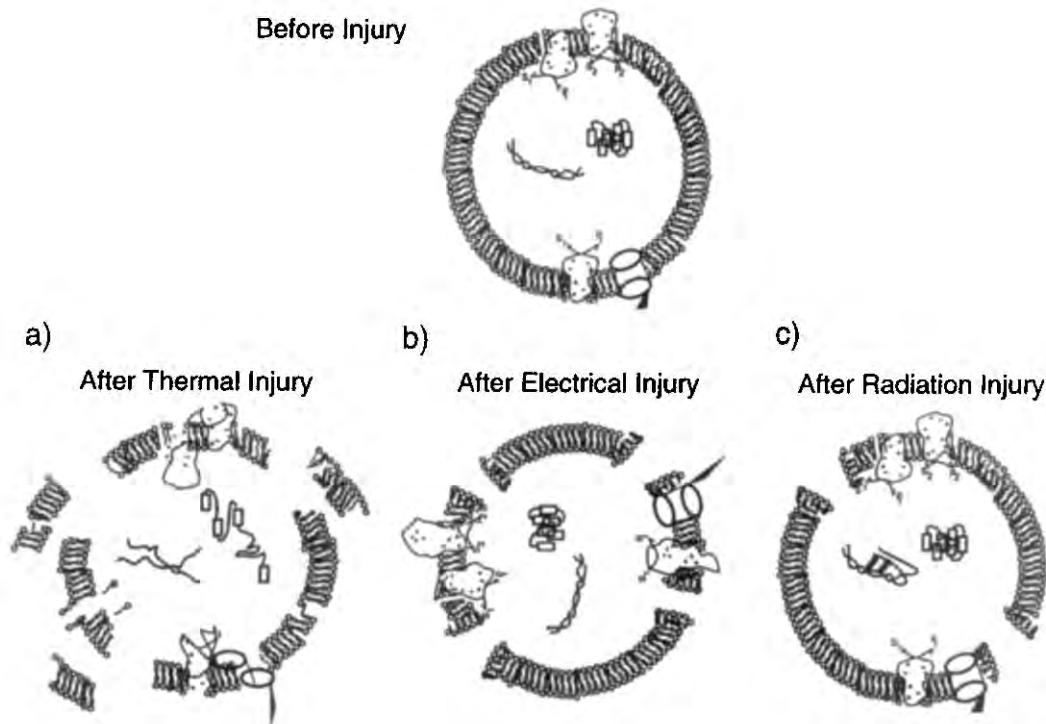 Before Injury
a)
After Thermal Injury
b)
After Electrical Injury
c)
After Radiation Injury